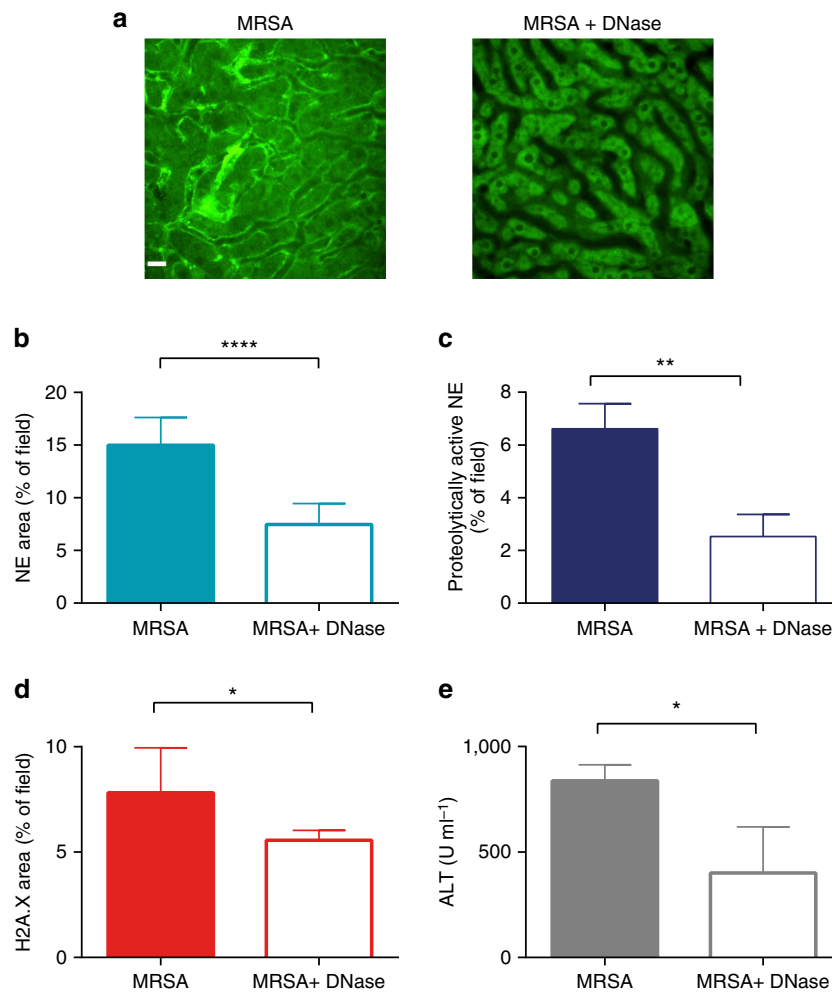 a
MRSA
MRSA + DNase
b
****
NE area (% of field)
20
15
10
5
0
MRSA
MRSA+ DNase
c
**
Proteolytically active NE
(% of field)
8
6
4
2
0
MRSA
MRSA + DNase
d
*
H2A.X area (% of field)
10
5
0
MRSA
MRSA+ DNase
e
*
ALT (U ml⁻¹)
1,000
500
0
MRSA
MRSA+ DNase